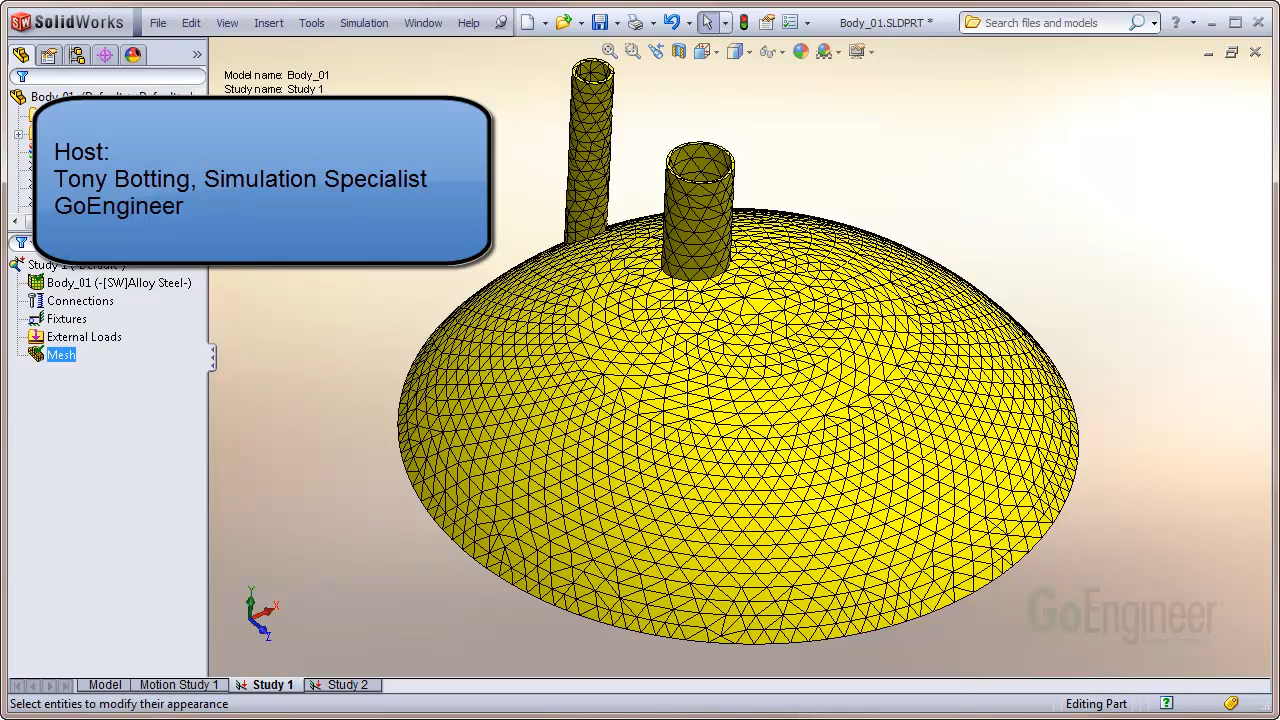 SolidWorks File Edit View Insert Tools Simulation Window Help Body_01.SLDPRT * Search files and models
Model name: Body_01
Study name: Study 1
Host:
Tony Botting, Simulation Specialist
GoEngineer
Body_01 (-[SW]Alloy Steel-)
Connections
Fixtures
External Loads
Mesh
Y
X
Z
GoEngineer
Model Motion Study 1 Study 1 Study 2
Select entities to modify their appearance Editing Part